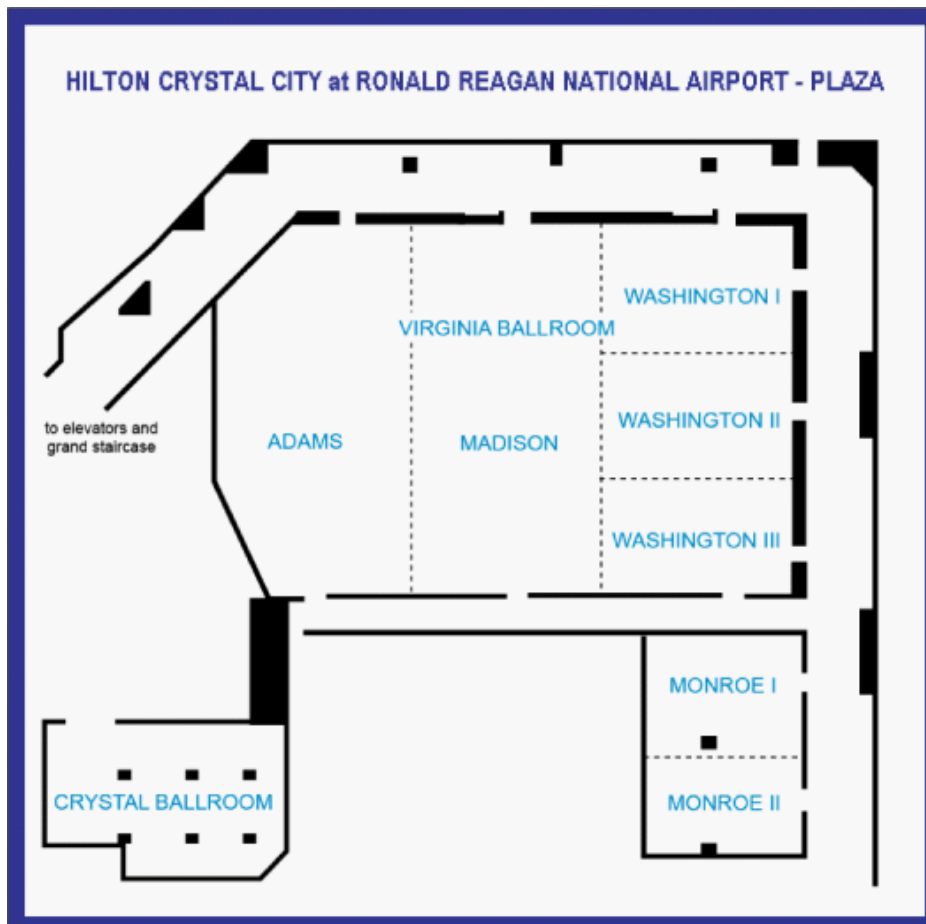 HILTON CRYSTAL CITY at RONALD REAGAN NATIONAL AIRPORT - PLAZA
WASHINGTON I
VIRGINIA BALLROOM
to elevators and
grand staircase
ADAMS
MADISON
WASHINGTON II
WASHINGTON III
MONROE I
CRYSTAL BALLROOM
MONROE II